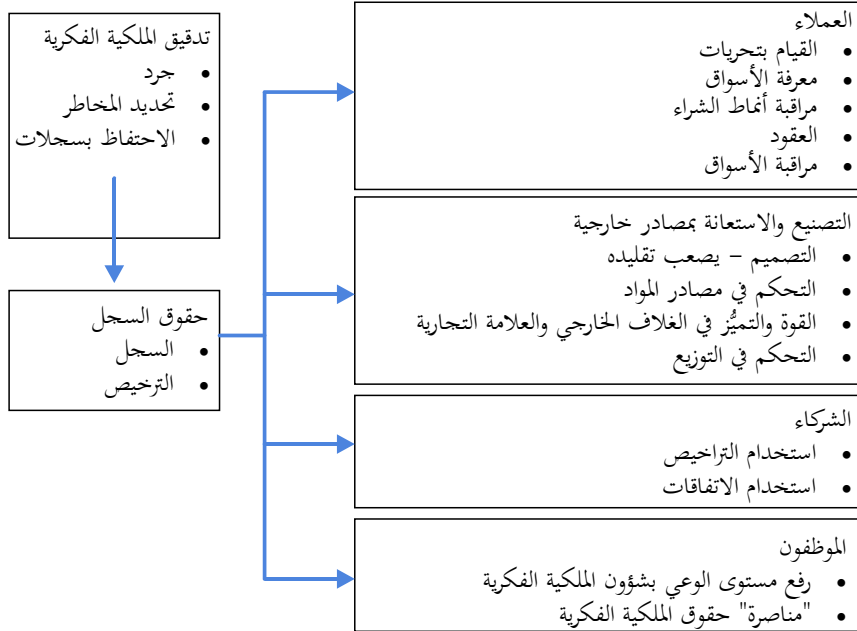 تدقيق الملكية الفكرية
• جرد
• تحديد المخاطر
• الاحتفاظ بسجلات
حقوق السجل
• السجل
• الترخيص
العملاء
• القيام بتحريات
• معرفة الأسواق
• مراقبة أنماط الشراء
• العقود
• مراقبة الأسواق
التصنيع والاستعانة بمصادر خارجية
• التصميم – يصعب تقليده
• التحكم في مصادر المواد
• القوة والتميُّز في الغلاف الخارجي والعلامة التجارية
• التحكم في التوزيع
الشركاء
• استخدام التراخيص
• استخدام الاتفاقات
الموظفون
• رفع مستوى الوعي بشؤون الملكية الفكرية
• "مناصرة" حقوق الملكية الفكرية